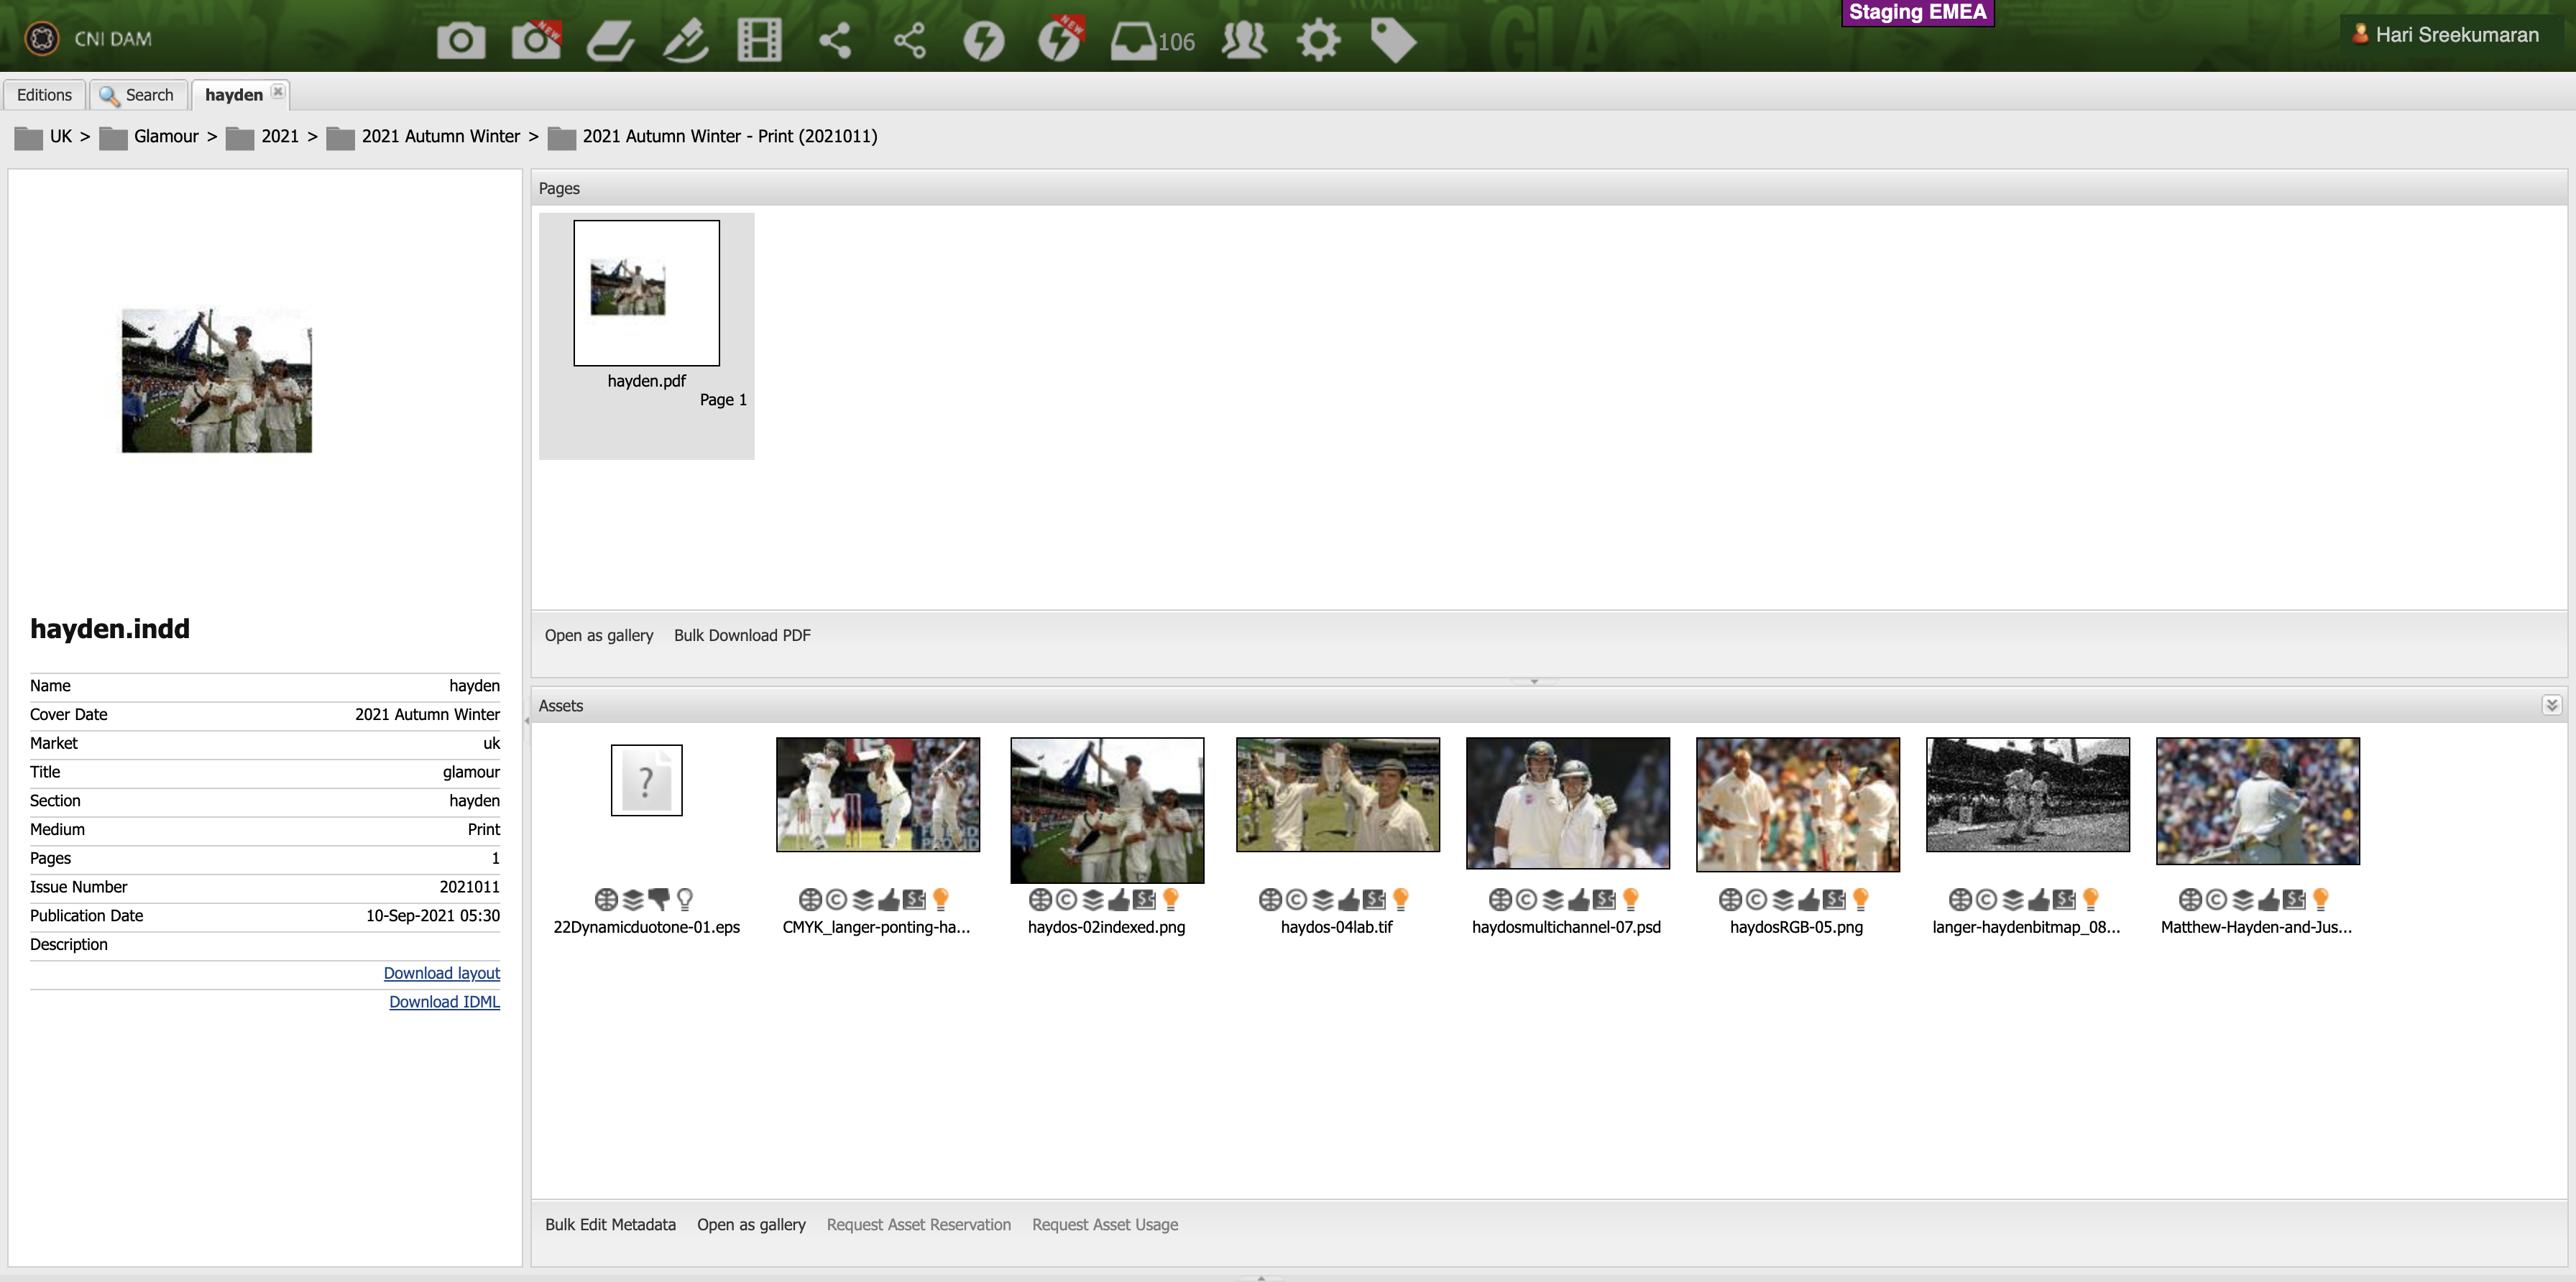 CNI DAM
NEW
NEW
106
Staging EMEA
Hari Sreekumaran
Editions
Search
hayden
UK > Glamour > 2021 > 2021 Autumn Winter > 2021 Autumn Winter - Print (2021011)
Pages
hayden.pdf
Page 1
Open as gallery Bulk Download PDF
hayden.indd
Name hayden
Cover Date 2021 Autumn Winter
Market uk
Title glamour
Section hayden
Medium Print
Pages 1
Issue Number 2021011
Publication Date 10-Sep-2021 05:30
Description
Download layout
Download IDML
Assets
?
22Dynamicduotone-01.eps
CMYK_langer-ponting-ha...
haydos-02indexed.png
haydos-04lab.tif
haydosmultichannel-07.psd
haydosRGB-05.png
langer-haydenbitmap_08...
Matthew-Hayden-and-Jus...
Bulk Edit Metadata Open as gallery Request Asset Reservation Request Asset Usage